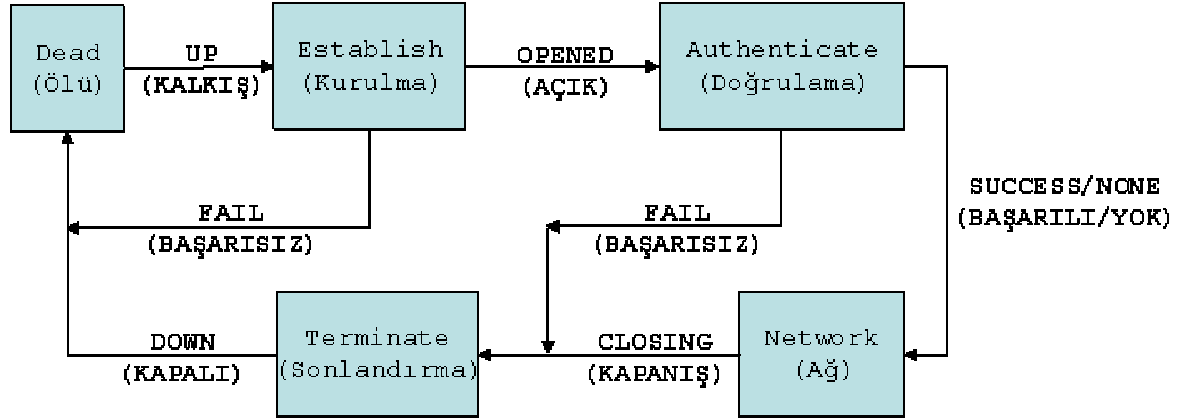 Dead
(Ölü)
UP
(KALKIŞ)
Establish
(Kurulma)
OPENED
(AÇIK)
Authenticate
(Doğrulama)
SUCCESS/NONE
(BAŞARILI/YOK)
FAIL
(BAŞARISIZ)
FAIL
(BAŞARISIZ)
DOWN
(KAPALI)
Terminate
(Sonlandırma)
CLOSING
(KAPANIŞ)
Network
(Ağ)